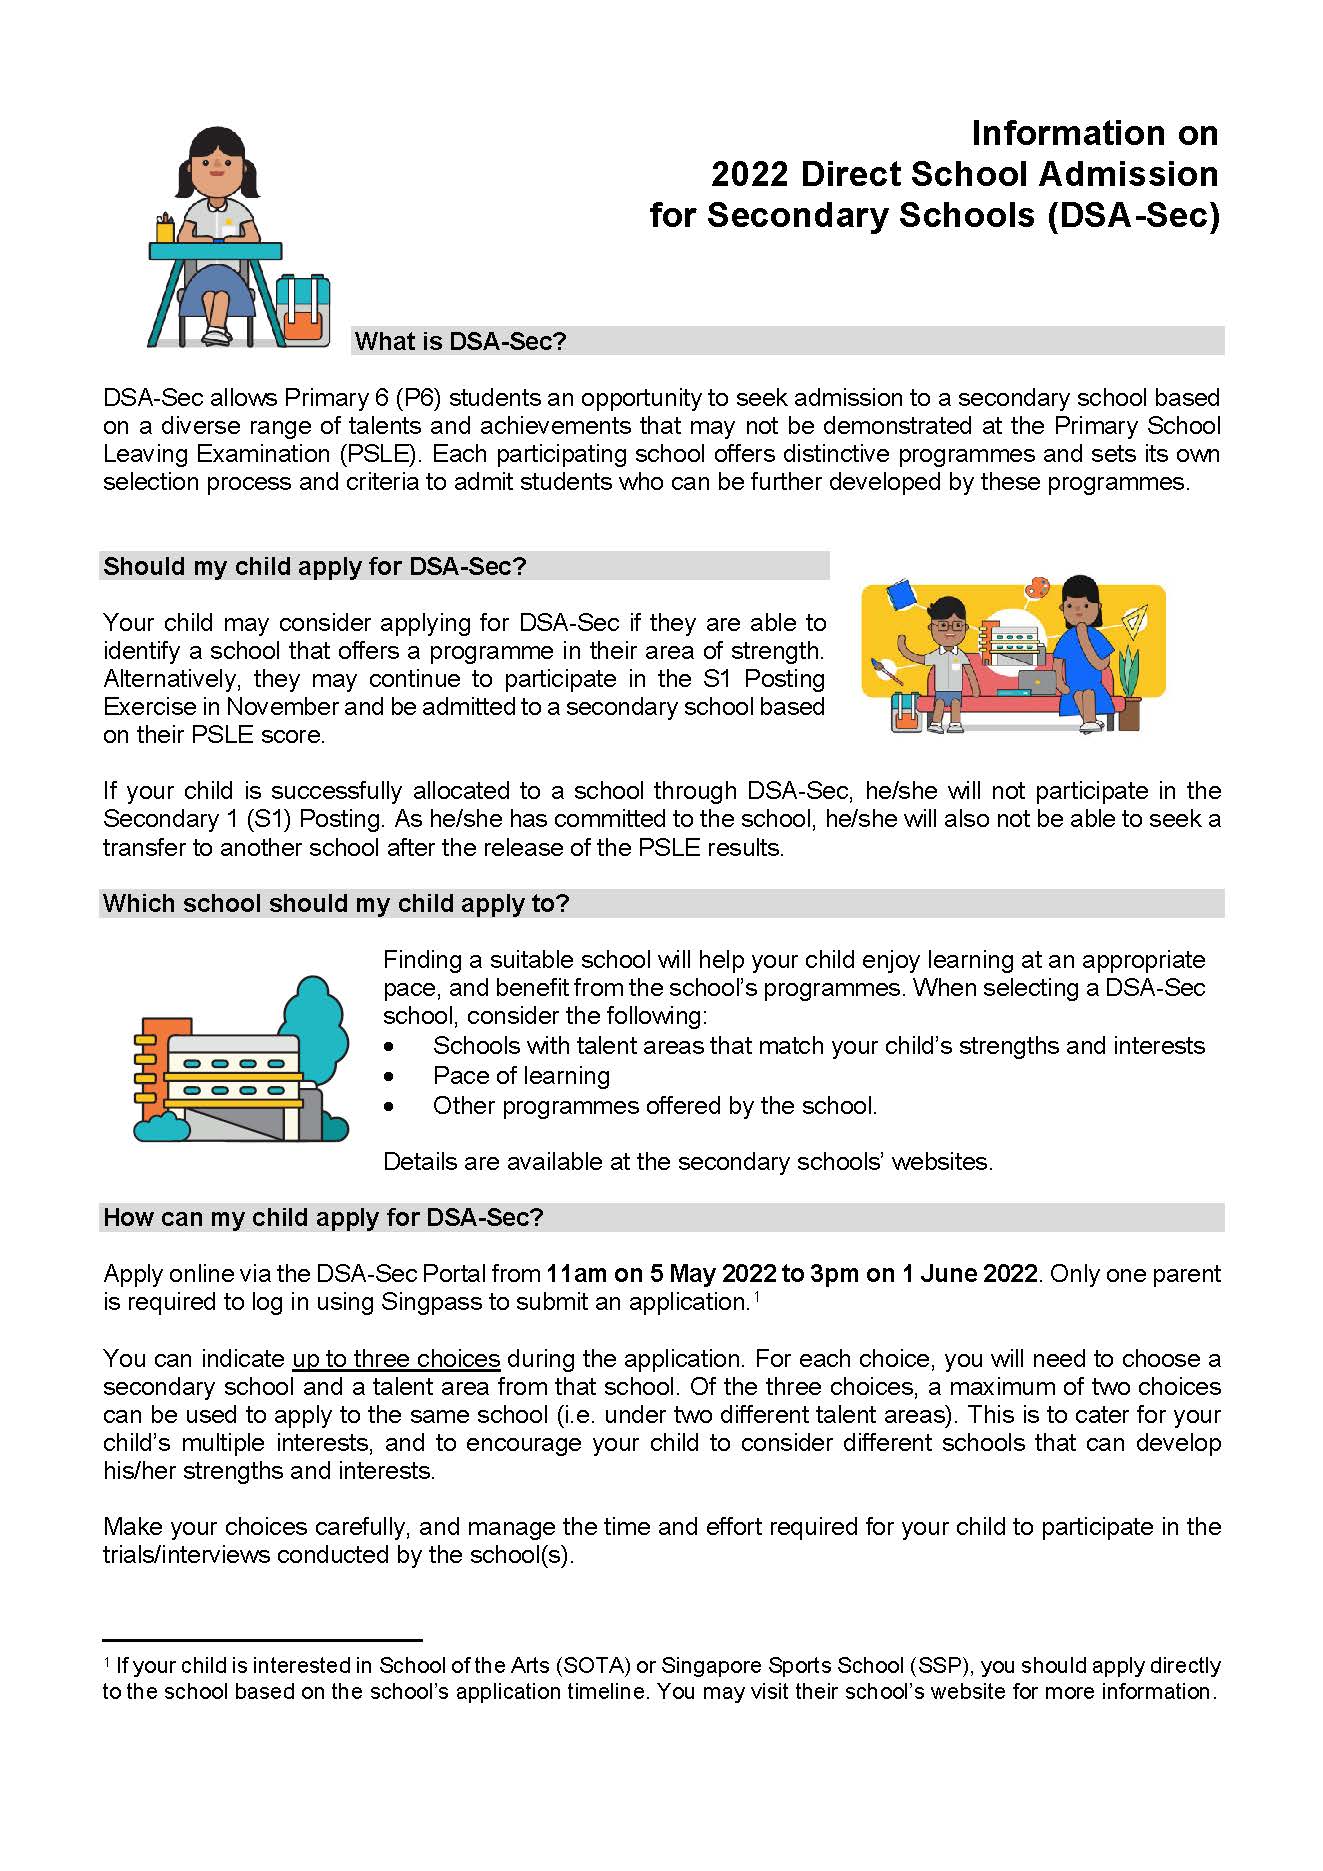 Information on
2022 Direct School Admission
for Secondary Schools (DSA-Sec)
What is DSA-Sec?
DSA-Sec allows Primary 6 (P6) students an opportunity to seek admission to a secondary school based
on a diverse range of talents and achievements that may not be demonstrated at the Primary School
Leaving Examination (PSLE). Each participating school offers distinctive programmes and sets its own
selection process and criteria to admit students who can be further developed by these programmes.
Should my child apply for DSA-Sec?
Your child may consider applying for DSA-Sec if they are able to
identify a school that offers a programme in their area of strength.
Alternatively, they may continue to participate in the S1 Posting
Exercise in November and be admitted to a secondary school based
on their PSLE score.
If your child is successfully allocated to a school through DSA-Sec, he/she will not participate in the
Secondary 1 (S1) Posting. As he/she has committed to the school, he/she will also not be able to seek a
transfer to another school after the release of the PSLE results.
Which school should my child apply to?
Finding a suitable school will help your child enjoy learning at an appropriate
pace, and benefit from the school’s programmes. When selecting a DSA-Sec
school, consider the following:
• Schools with talent areas that match your child’s strengths and interests
• Pace of learning
• Other programmes offered by the school.
Details are available at the secondary schools’ websites.
How can my child apply for DSA-Sec?
Apply online via the DSA-Sec Portal from 11am on 5 May 2022 to 3pm on 1 June 2022. Only one parent
is required to log in using Singpass to submit an application.1
You can indicate up to three choices during the application. For each choice, you will need to choose a
secondary school and a talent area from that school. Of the three choices, a maximum of two choices
can be used to apply to the same school (i.e. under two different talent areas). This is to cater for your
child’s multiple interests, and to encourage your child to consider different schools that can develop
his/her strengths and interests.
Make your choices carefully, and manage the time and effort required for your child to participate in the
trials/interviews conducted by the school(s).
1 If your child is interested in School of the Arts (SOTA) or Singapore Sports School (SSP), you should apply directly
to the school based on the school’s application timeline. You may visit their school’s website for more information.